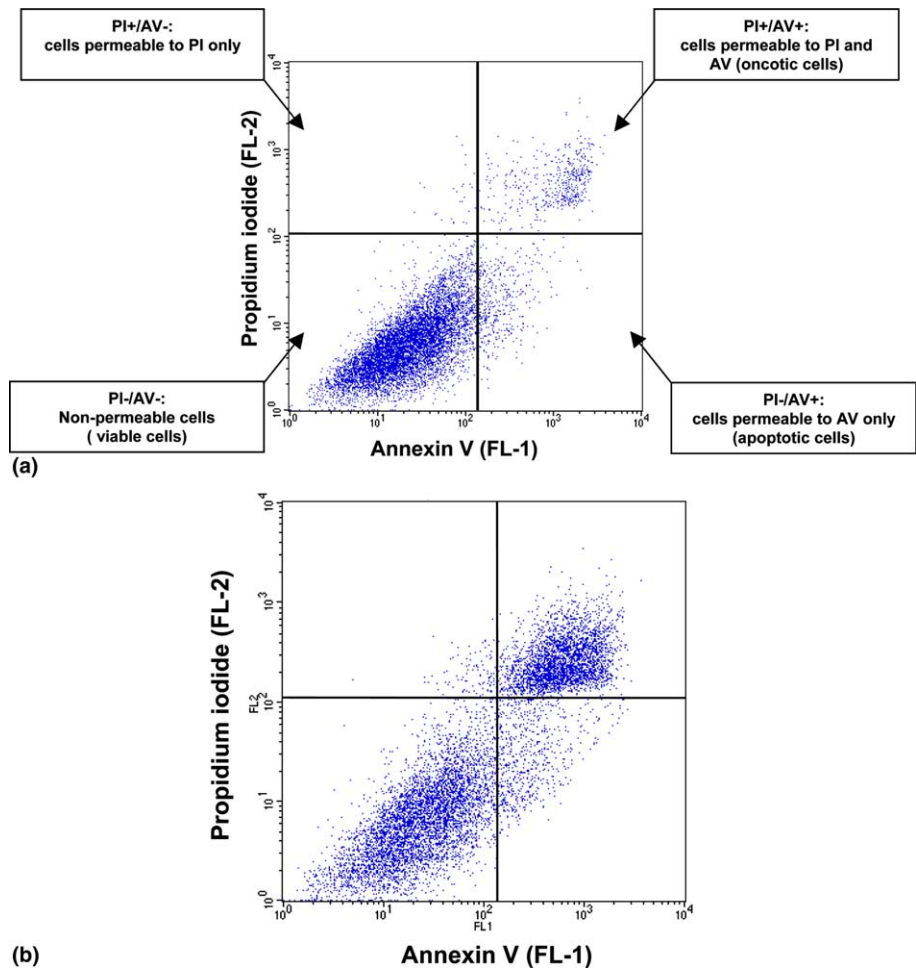 PI+/AV-:
cells permeable to PI only
PI+/AV+:
cells permeable to PI and
AV (oncotic cells)
Propidium iodide (FL-2)
10^4
10^3
10^2
10^1
10^0
10^0 10^1 10^2 10^3 10^4
Annexin V (FL-1)
PI-/AV-:
Non-permeable cells
( viable cells)
PI-/AV+:
cells permeable to AV only
(apoptotic cells)
(a)
Propidium iodide (FL-2)
FL2
10^4
10^3
10^2
10^1
10^0
10^0 10^1 10^2 10^3 10^4
FL1
Annexin V (FL-1)
(b)